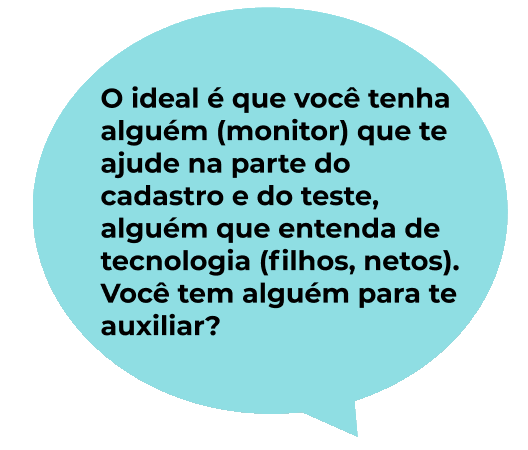 O ideal é que você tenha
alguém (monitor) que te
ajude na parte do
cadastro e do teste,
alguém que entenda de
tecnologia (filhos, netos).
Você tem alguém para te
auxiliar?